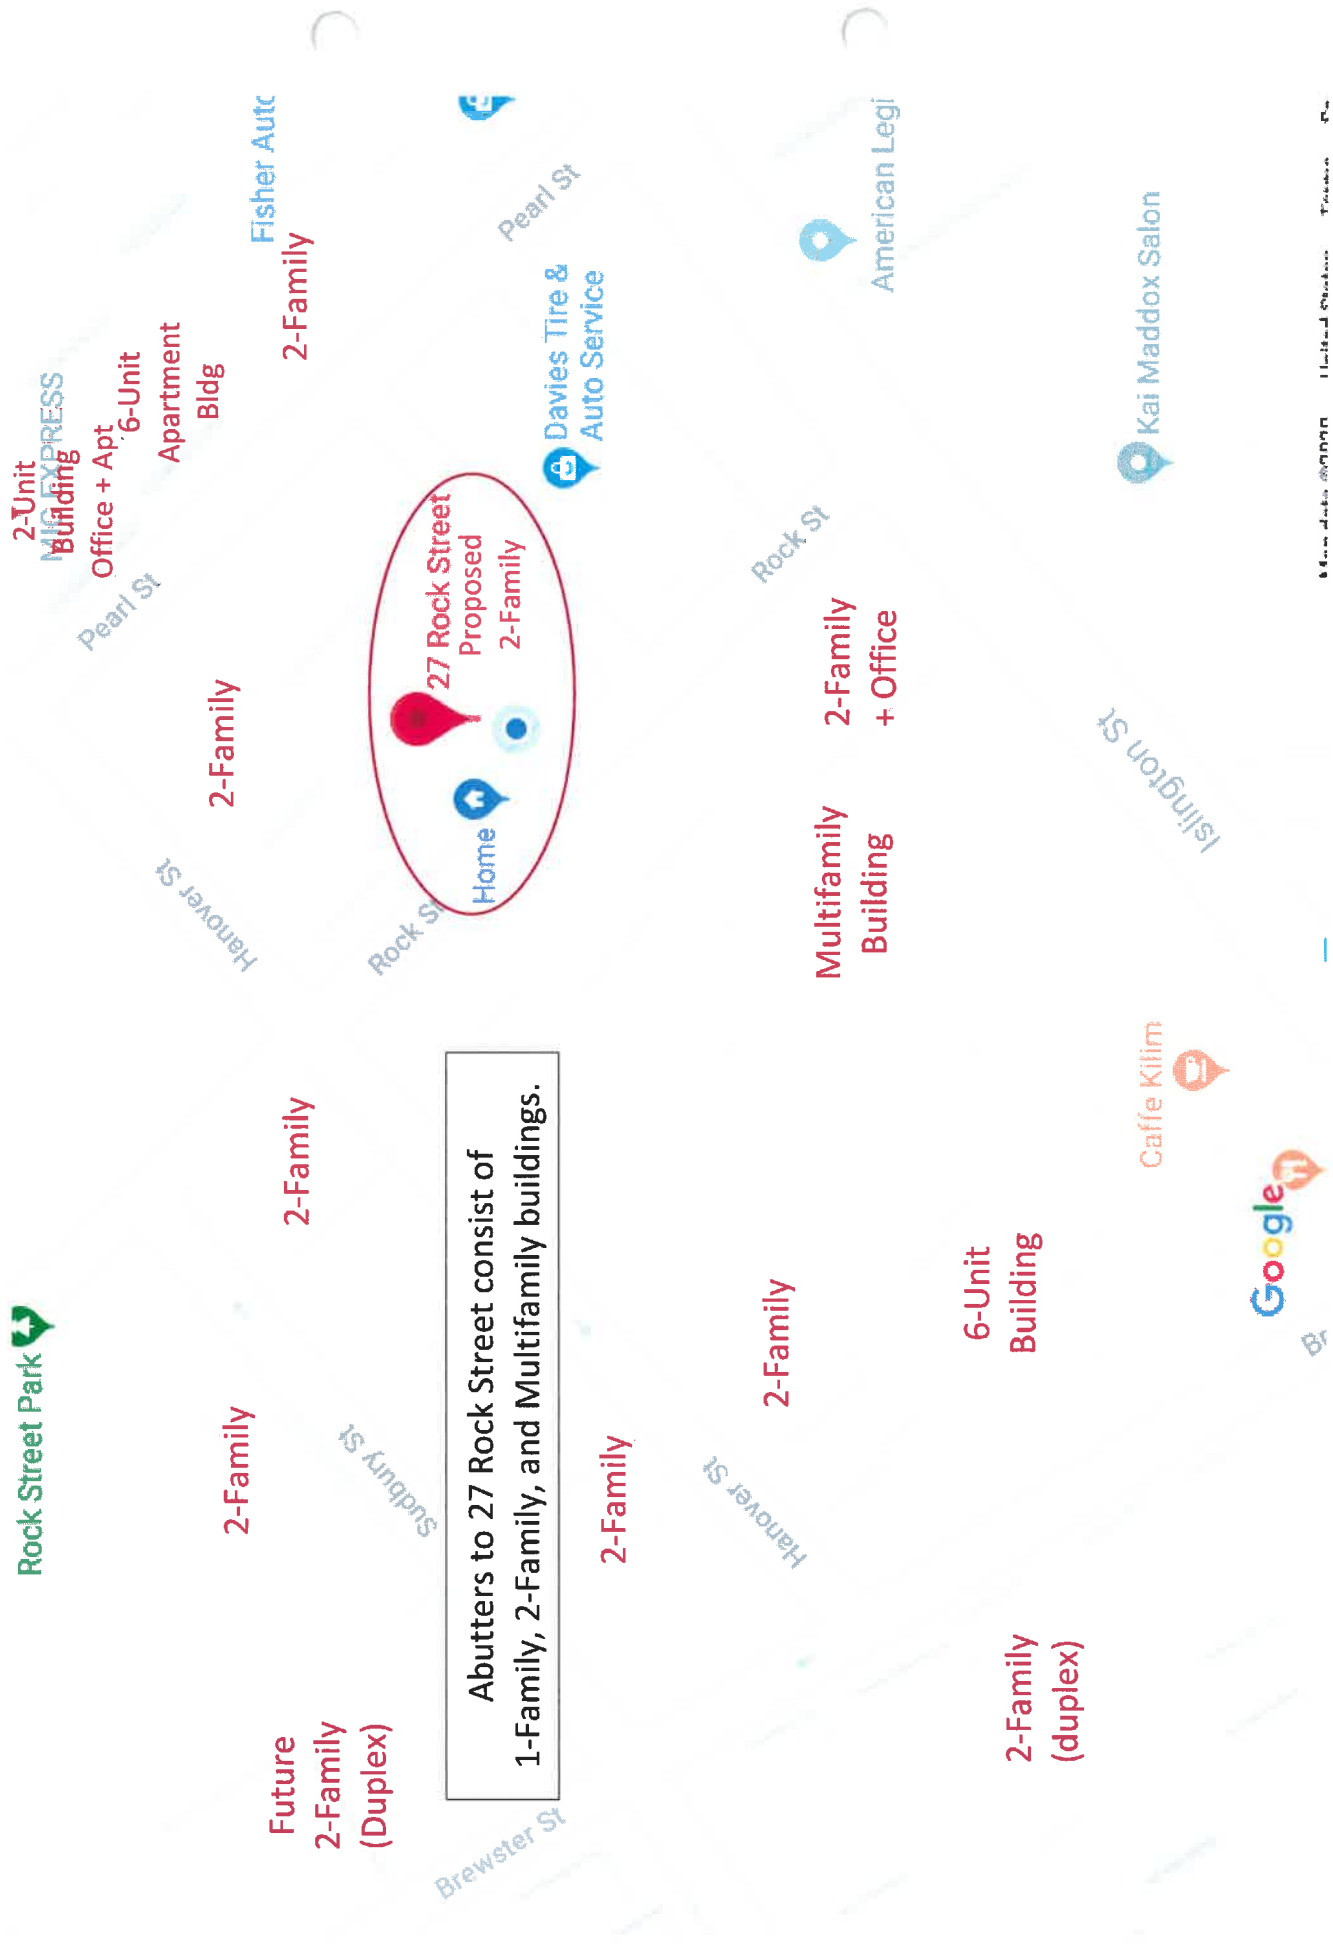 Rock Street Park
2-Unit
MJG EXPRESS
Building
Office + Apt
6-Unit
Apartment
Bldg
Pearl St
Fisher Auto
2-Family
2-Family
Hanover St
2-Family
2-Family
Sudbury St
Future
2-Family
(Duplex)
Brewster St
Rock St
27 Rock Street
Proposed
2-Family
Home
Pearl St
Davies Tire &
Auto Service
Abutters to 27 Rock Street consist of
1-Family, 2-Family, and Multifamily buildings.
2-Family
2-Family
Hanover St
Rock St
Multifamily
Building
2-Family
+ Office
American Legi
6-Unit
Building
2-Family
(duplex)
Islington St
Kai Maddox Salon
Caffe Kilim
Google
Br